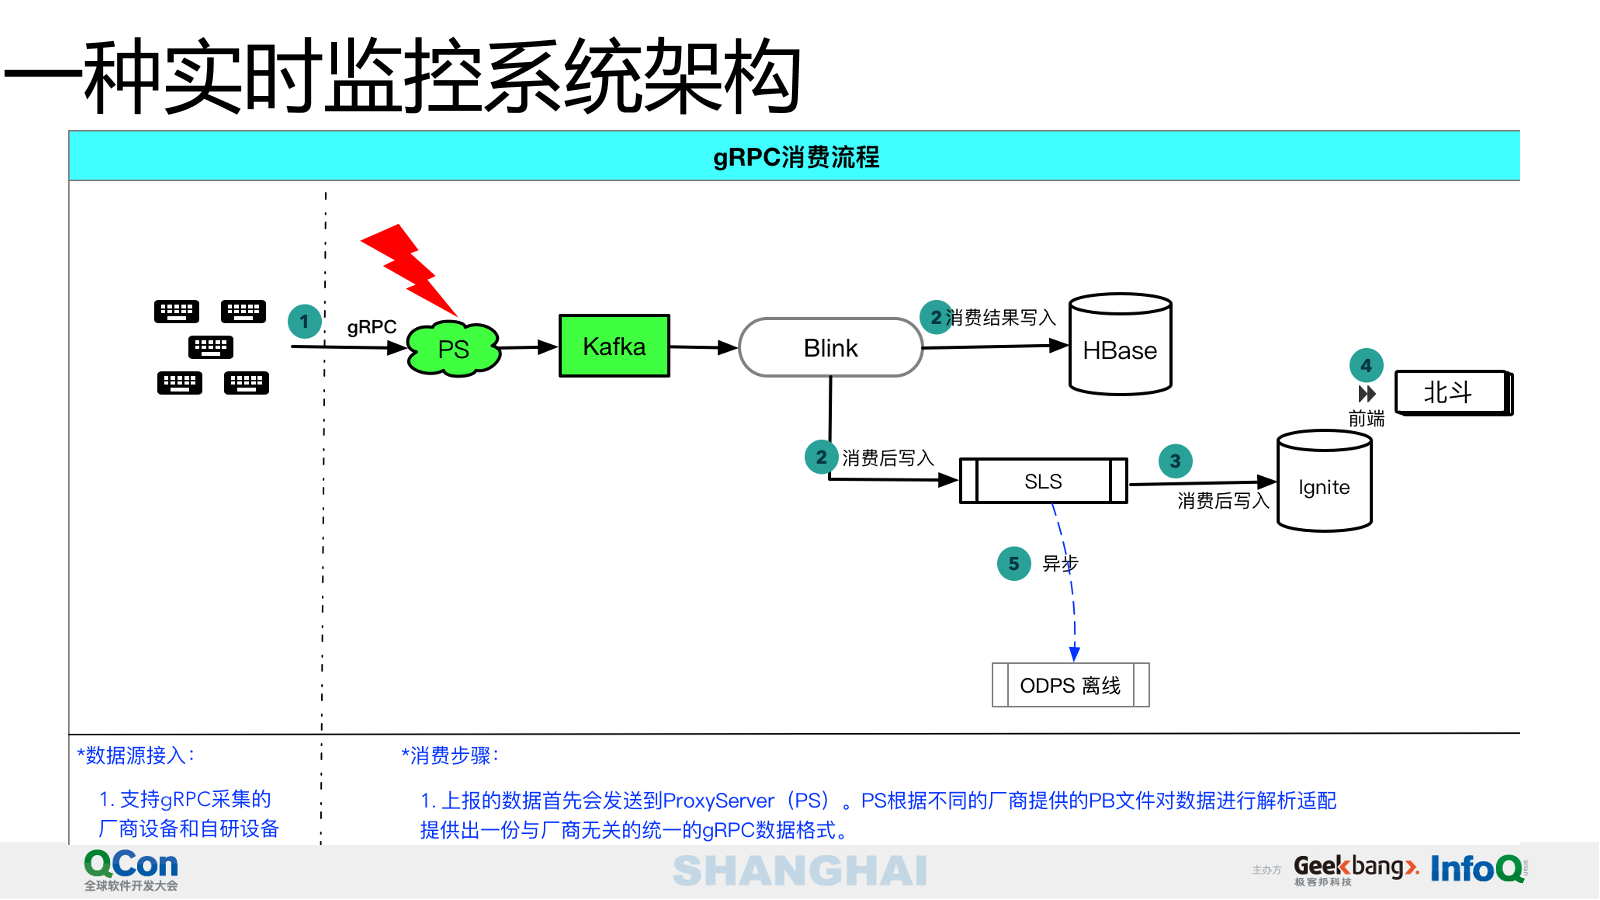 一种实时监控系统架构
gRPC消费流程
1
gRPC
PS
Kafka
Blink
2
消费结果写入
HBase
4
前端
北斗
2
消费后写入
SLS
3
消费后写入
Ignite
5
异步
ODPS 离线
*数据源接入：
1. 支持gRPC采集的
厂商设备和自研设备
*消费步骤：
1. 上报的数据首先会发送到ProxyServer（PS）。PS根据不同的厂商提供的PB文件对数据进行解析适配
提供出一份与厂商无关的统一的gRPC数据格式。
QCon
全球软件开发大会
SHANGHAI
主办方
Geekbang>.
极客邦科技
InfoQ